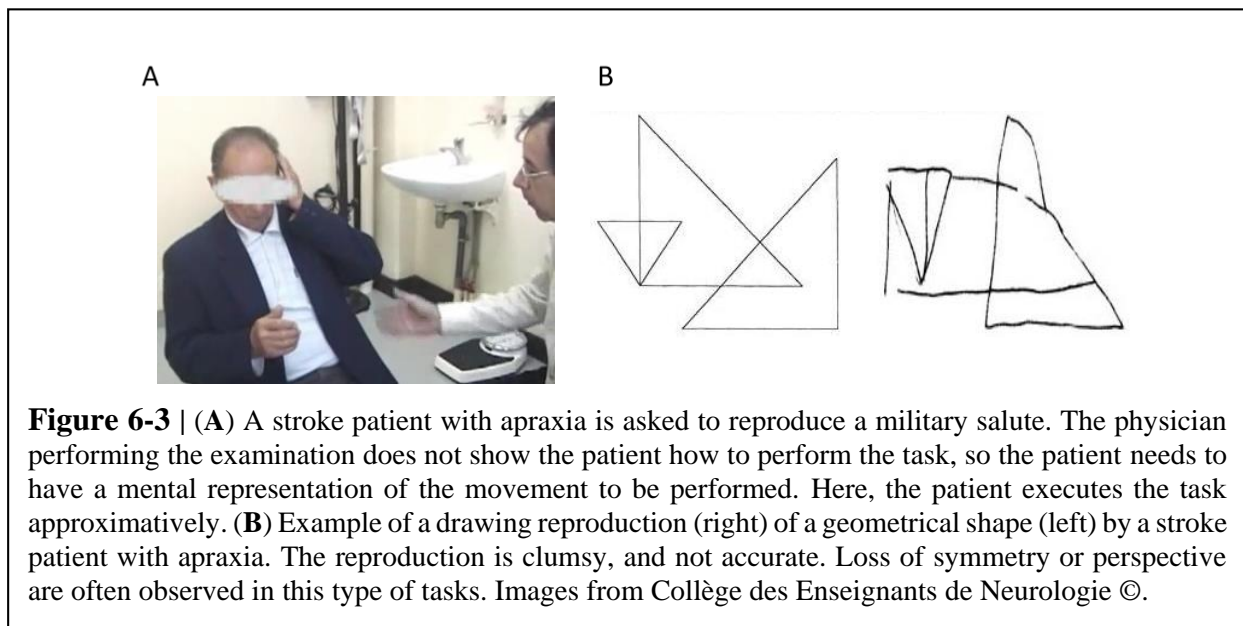 A
B
Figure 6-3 | (A) A stroke patient with apraxia is asked to reproduce a military salute. The physician
performing the examination does not show the patient how to perform the task, so the patient needs to
have a mental representation of the movement to be performed. Here, the patient executes the task
approximatively. (B) Example of a drawing reproduction (right) of a geometrical shape (left) by a stroke
patient with apraxia. The reproduction is clumsy, and not accurate. Loss of symmetry or perspective
are often observed in this type of tasks. Images from Collège des Enseignants de Neurologie ©.